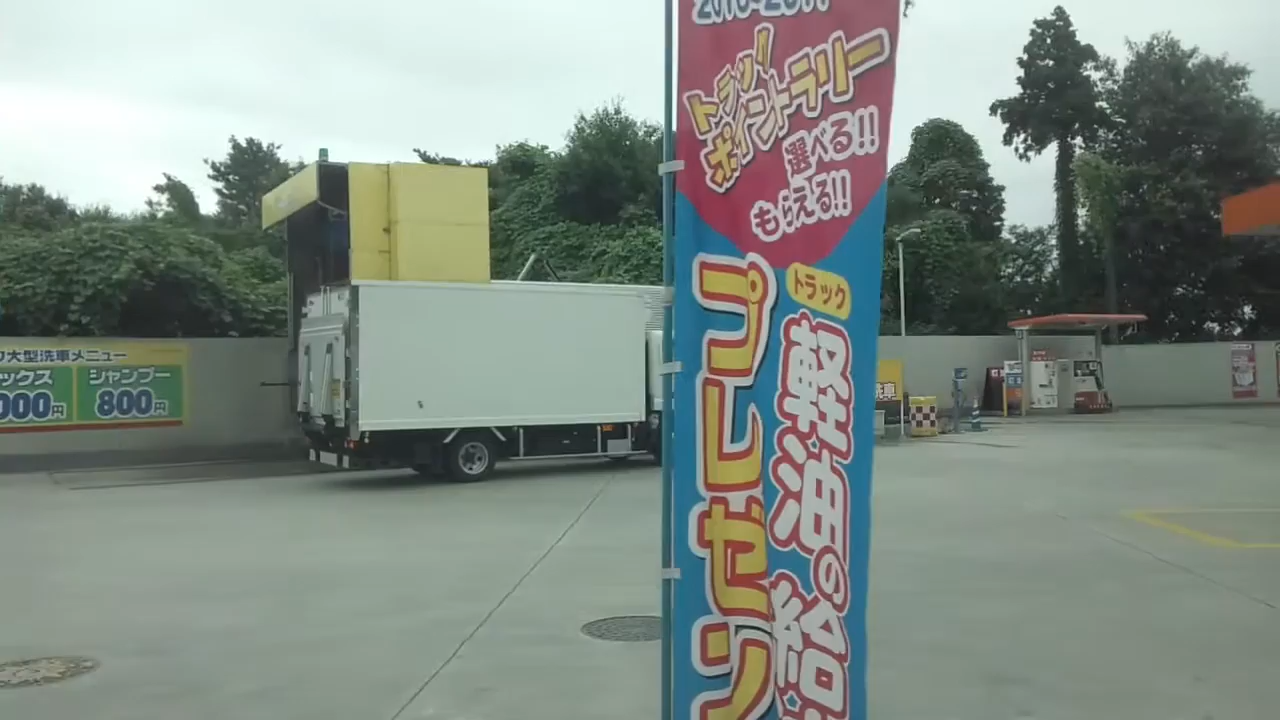 大型洗車メニュー
ックス
シャンプー
000円
800円
トラック
ポイントラリー
選べる!!
もらえる!!
トラック
軽油の給
プレゼン
洗車